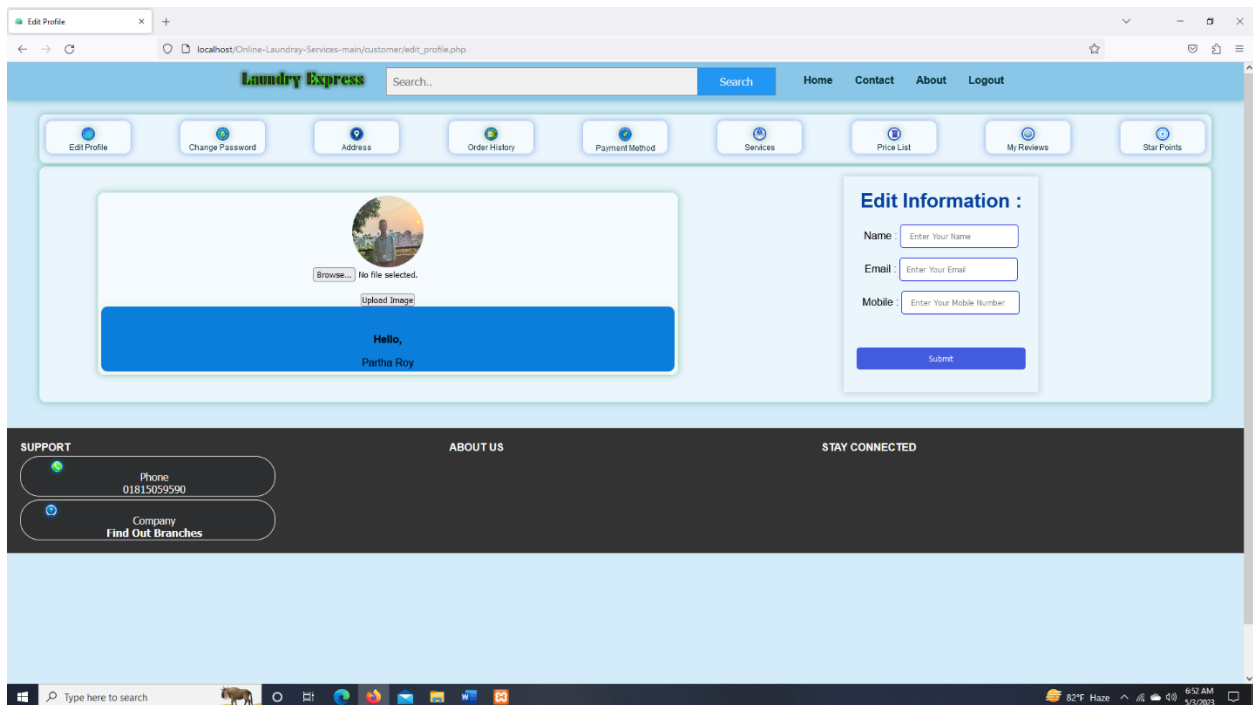 Edit Profile
localhost/Online-Laundray-Services-main/customer/edit_profile.php
Laundry Express Search.. Search Home Contact About Logout
Edit Profile Change Password Address Order History Payment Method Services Price List My Reviews Star Points
Browse... No file selected.
Upload Image
Hello,
Partha Roy
Edit Information :
Name : Enter Your Name
Email : Enter Your Email
Mobile : Enter Your Mobile Number
Submit
SUPPORT ABOUT US STAY CONNECTED
Phone
01815059590
Company
Find Out Branches
Type here to search 82°F Haze 6:52 AM
5/3/2023